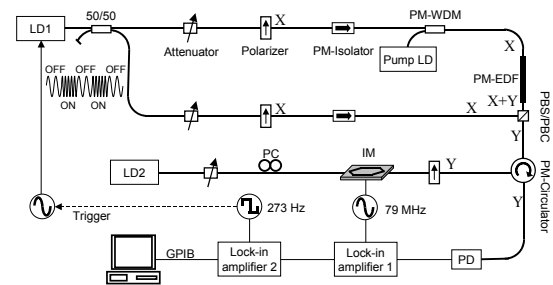 LD1
50/50
Attenuator
Polarizer
X
PM-Isolator
PM-WDM
Pump LD
X
PM-EDF
OFF OFF OFF
ON ON
X
X
X+Y
PBS/PBC
Y
LD2
PC
IM
Y
PM-Circulator
Y
Trigger
273 Hz
79 MHz
GPIB
Lock-in
amplifier 2
Lock-in
amplifier 1
PD